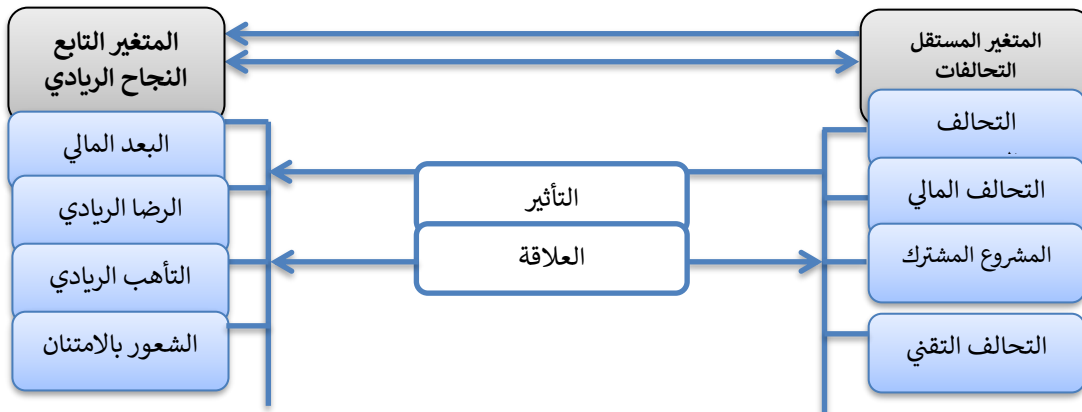 المتغير المستقل
التحالفات
التحالف
التحالف المالي
المشروع المشترك
التحالف التقني
التأثير
العلاقة
المتغير التابع
النجاح الريادي
البعد المالي
الرضا الريادي
التأهب الريادي
الشعور بالامتنان